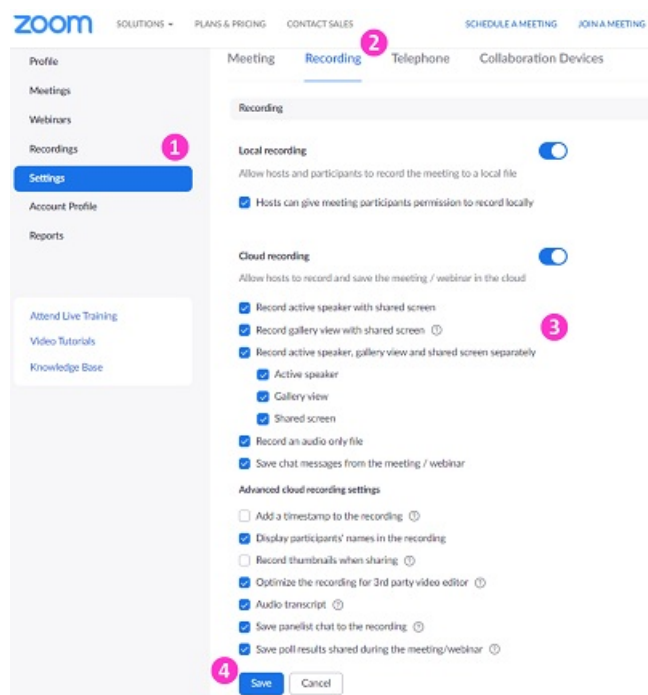 zoom SOLUTIONS PLANS & PRICING CONTACT SALES SCHEDULE A MEETING JOIN A MEETING
2
Profile
Meetings
Webinars
Recordings
1
Settings
Account Profile
Reports
Attend Live Training
Video Tutorials
Knowledge Base
Meeting Recording Telephone Collaboration Devices
Recording
Local recording
Allow hosts and participants to record the meeting to a local file
Hosts can give meeting participants permission to record locally
Cloud recording
Allow hosts to record and save the meeting / webinar in the cloud
Record active speaker with shared screen
Record gallery view with shared screen ?
3
Record active speaker, gallery view and shared screen separately
Active speaker
Gallery view
Shared screen
Record an audio only file
Save chat messages from the meeting / webinar
Advanced cloud recording settings
Add a timestamp to the recording ?
Display participants' names in the recording
Record thumbnails when sharing ?
Optimize the recording for 3rd party video editor ?
Audio transcript ?
Save panelist chat to the recording ?
Save poll results shared during the meeting/webinar ?
4
Save Cancel